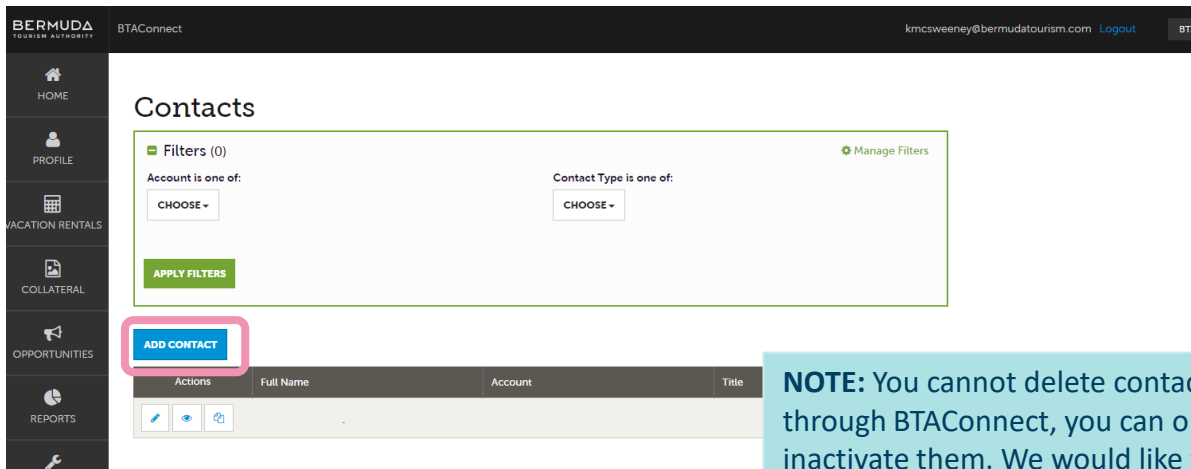 BERMUDA
TOURISM AUTHORITY
BTAConnect
kmcsweeney@bermudatourism.com Logout
HOME
PROFILE
VACATION RENTALS
COLLATERAL
OPPORTUNITIES
REPORTS
Contacts
Filters (0)
Manage Filters
Account is one of:
Contact Type is one of:
CHOOSE
CHOOSE
APPLY FILTERS
ADD CONTACT
Actions Full Name Account Title
NOTE: You cannot delete
through BTAConnect, you can
inactivate them. We would like